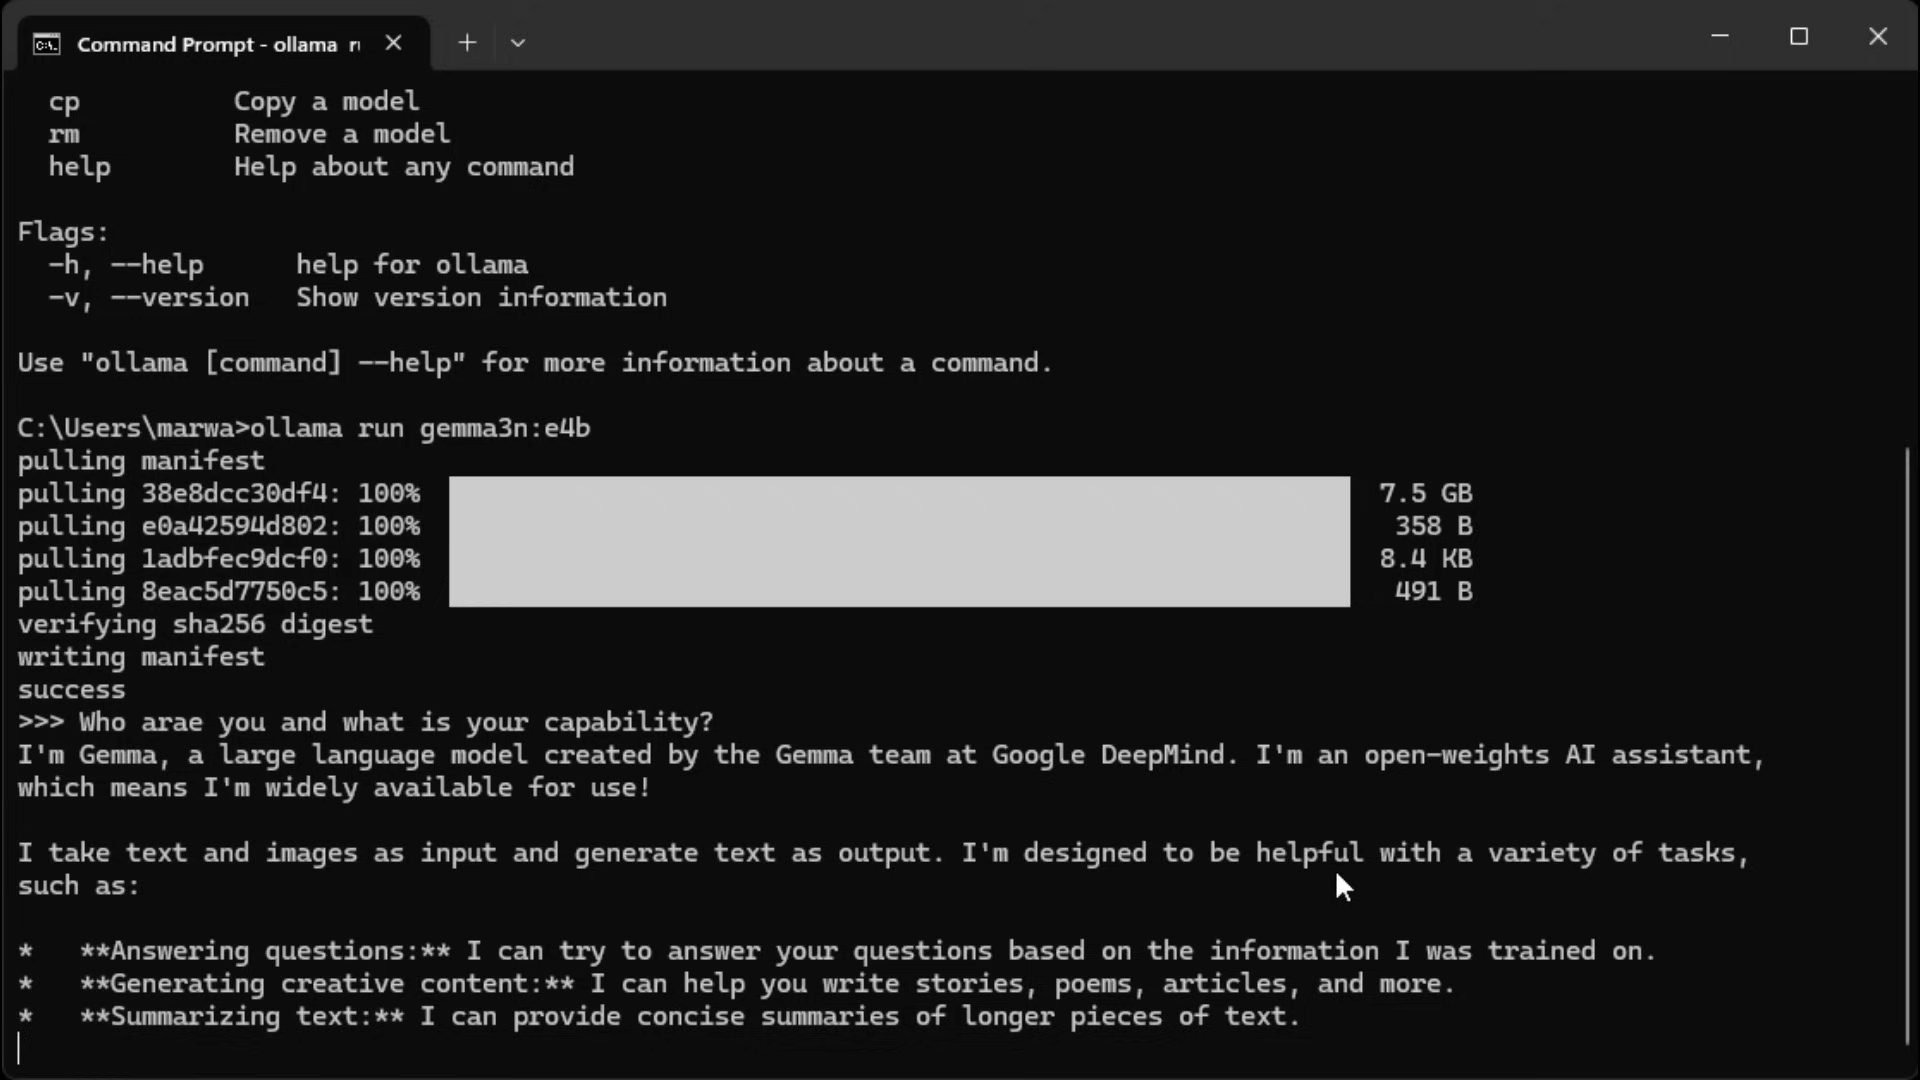 Command Prompt - ollama ru
cp Copy a model
rm Remove a model
help Help about any command
Flags:
-h, --help help for ollama
-v, --version Show version information
Use "ollama [command] --help" for more information about a command.
C:\Users\marwa>ollama run gemma3n:e4b
pulling manifest
pulling 38e8dcc30df4: 100% 7.5 GB
pulling e0a42594d802: 100% 358 B
pulling 1adbfec9dcf0: 100% 8.4 KB
pulling 8eac5d7750c5: 100% 491 B
verifying sha256 digest
writing manifest
success
>>> Who arae you and what is your capability?
I'm Gemma, a large language model created by the Gemma team at Google DeepMind. I'm an open-weights AI assistant,
which means I'm widely available for use!
I take text and images as input and generate text as output. I'm designed to be helpful with a variety of tasks,
such as:
* **Answering questions:** I can try to answer your questions based on the information I was trained on.
* **Generating creative content:** I can help you write stories, poems, articles, and more.
* **Summarizing text:** I can provide concise summaries of longer pieces of text.